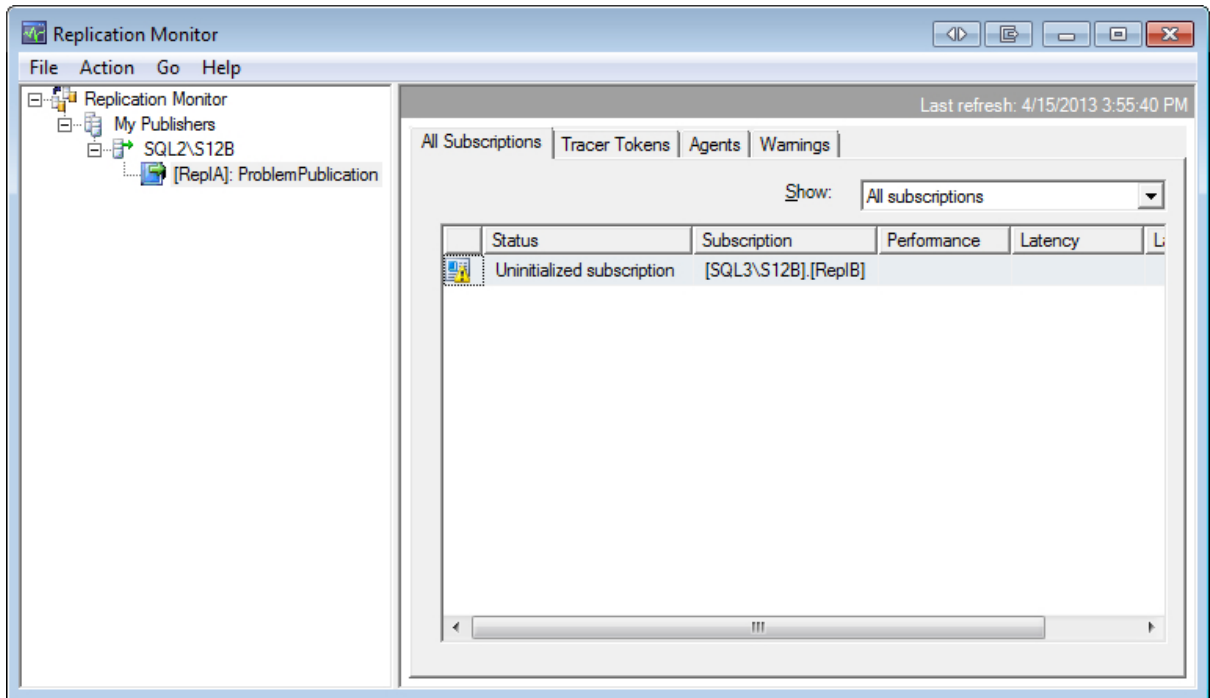 Replication Monitor
File Action Go Help
Replication Monitor
My Publishers
SQL2\S12B
[ReplA]: ProblemPublication
Last refresh: 4/15/2013 3:55:40 PM
All Subscriptions Tracer Tokens Agents Warnings
Show: All subscriptions
Status Subscription Performance Latency
Uninitialized subscription [SQL3\S12B].[ReplB]